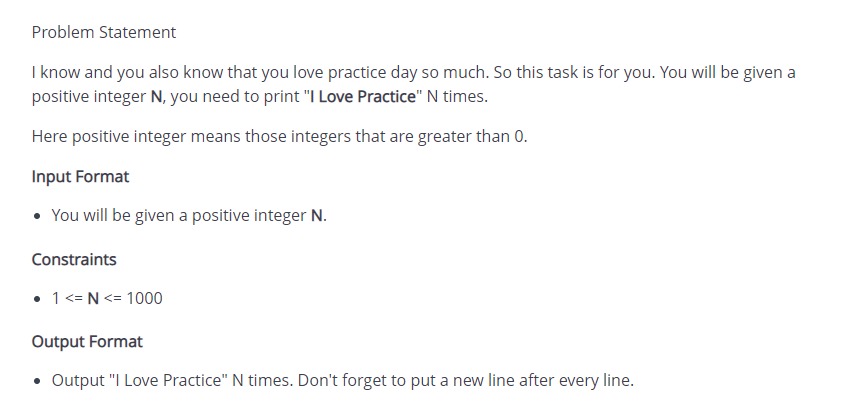 Problem Statement
I know and you also know that you love practice day so much. So this task is for you. You will be given a
positive integer N, you need to print "I Love Practice" N times.
Here positive integer means those integers that are greater than 0.
Input Format
• You will be given a positive integer N.
Constraints
• 1 <= N <= 1000
Output Format
• Output "I Love Practice" N times. Don't forget to put a new line after every line.